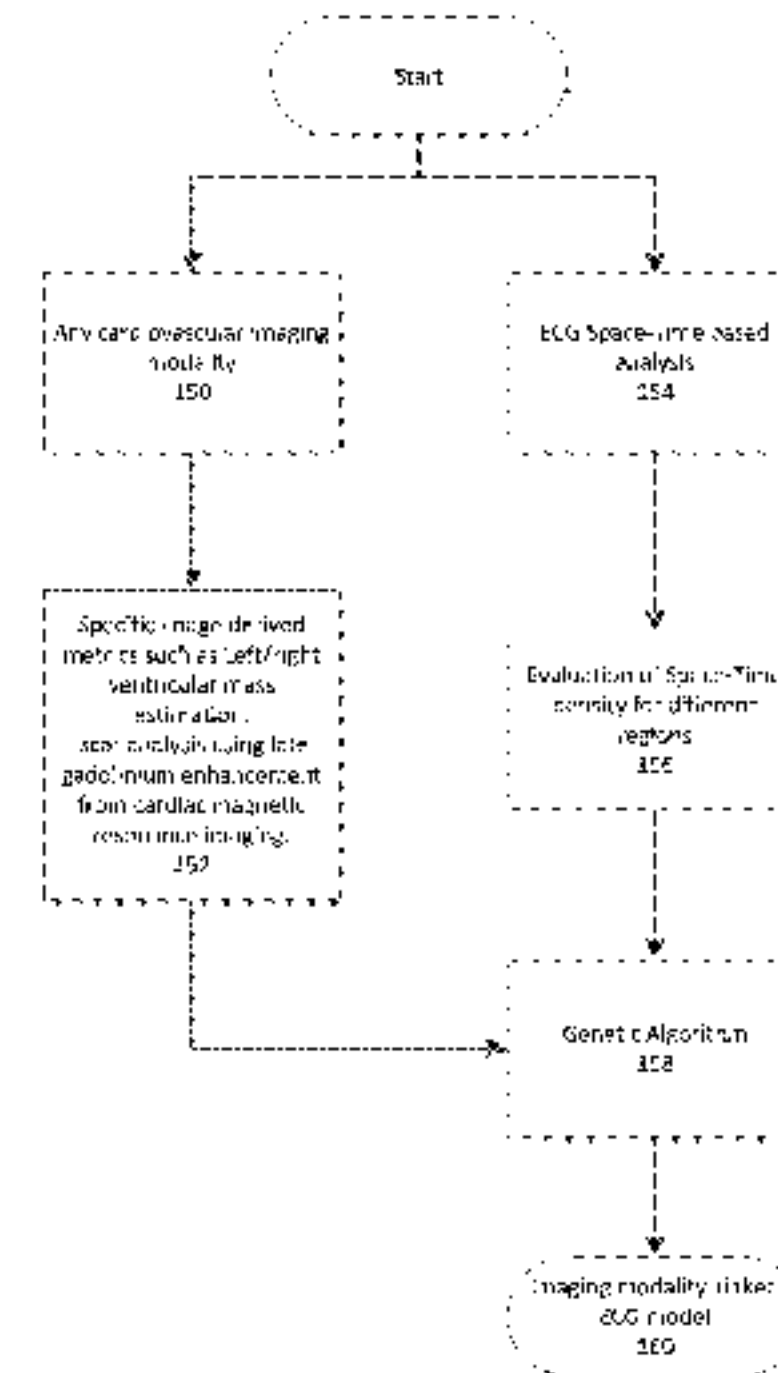 Start
Any cardiovascular imaging
modality
150
ECG Space-Time based
analysis
154
Specific image derived
metrics such as Left/right
ventricular mass
estimation,
scar analysis using late
gadolinium enhancement
from cardiac magnetic
resonance imaging.
152
Evaluation of Space-Time
density for different
regions
156
Genetic Algorithm
158
Imaging modality linked
ECG model
160